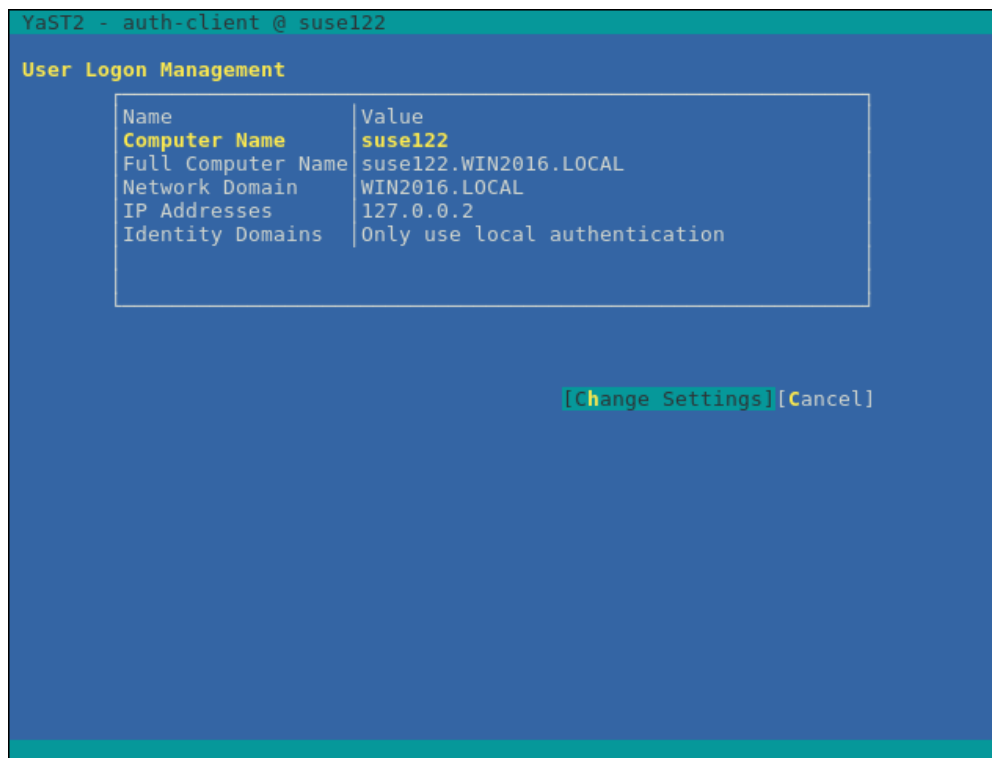 YaST2 - auth-client @ suse122
User Logon Management
Name Value
Computer Name suse122
Full Computer Name suse122.WIN2016.LOCAL
Network Domain WIN2016.LOCAL
IP Addresses 127.0.0.2
Identity Domains Only use local authentication
[Change Settings][Cancel]